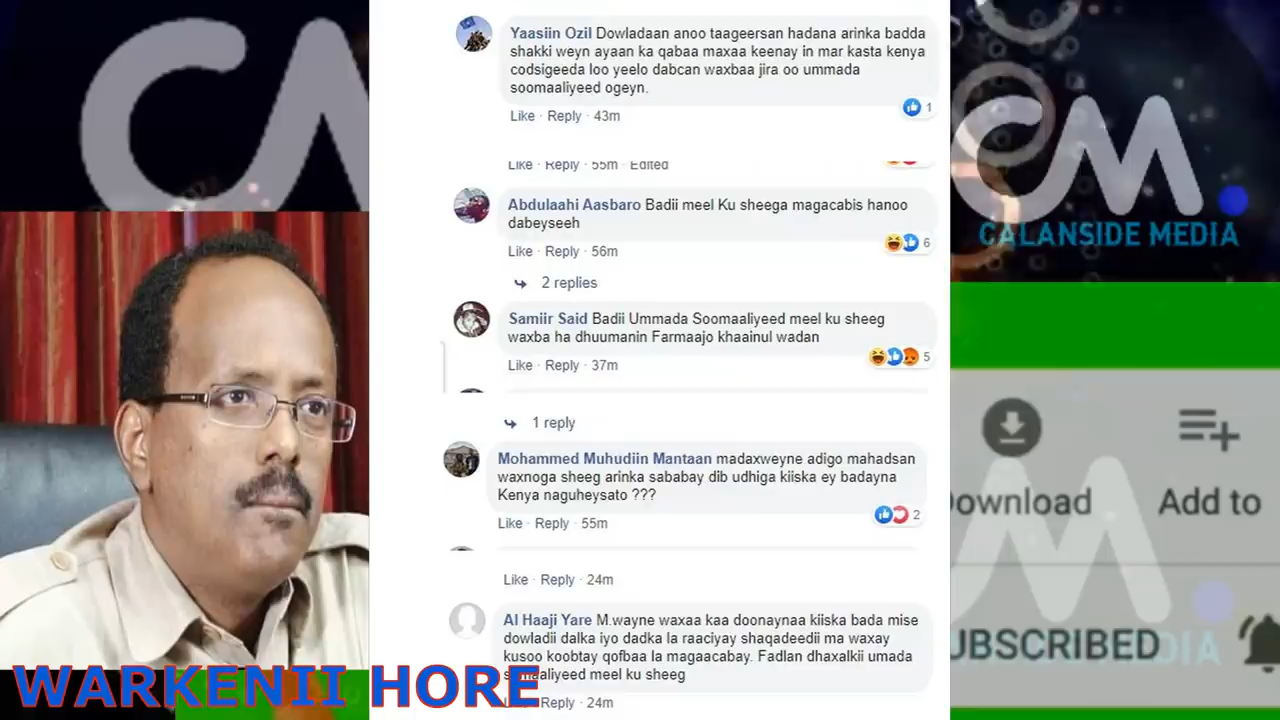 Yaasiin Ozil Dowladaan anoo taageersan hadana arinka badda
shakki weyn ayaan ka qabaa maxaa keenay in mar kasta kenya
codsigeeda loo yeelo dabcan waxbaa jira oo ummada
soomaaliyeed ogeyn.
1
Like · Reply · 43m
Like · Reply · 55m · Edited
Abdulaahi Aasbaro Badii meel Ku sheega magacabis hanoo
dabeyseeh
6
Like · Reply · 56m
2 replies
Samiir Said Badii Ummada Soomaaliyeed meel ku sheeg
waxba ha dhuumanin Farmaajo khaainul wadan
5
Like · Reply · 37m
1 reply
Mohammed Muhudiin Mantaan madaxweyne adigo mahadsan
waxnoga sheeg arinka sababay dib udhiga kiiska ey badayna
Kenya naguheysato ???
2
Like · Reply · 55m
Like · Reply · 24m
Al Haaji Yare M.wayne waxaa kaa doonaynaa kiiska bada mise
dowladii dalka iyo dadka la raaciyay shaqadeedii ma waxay
kusoo koobtay qofbaa la magaacabay. Fadlan dhaxalkii umada
somaaliyeed meel ku sheeg
Reply · 24m
WARKENII HORE
CM
CM
CALANSIDE MEDIA
ownload
Add to
UBSCRIBED
DIA